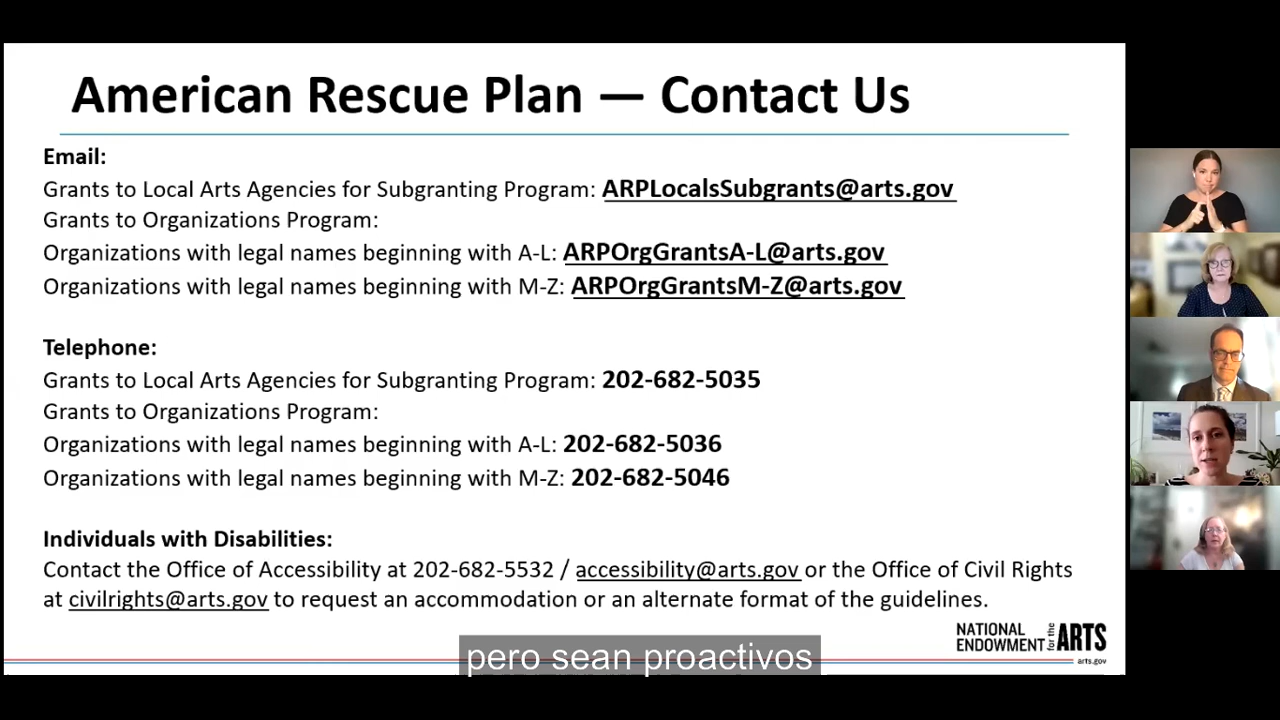 American Rescue Plan — Contact Us
Email:
Grants to Local Arts Agencies for Subgranting Program: ARPLocalsSubgrants@arts.gov
Grants to Organizations Program:
Organizations with legal names beginning with A-L: ARPOrgGrantsA-L@arts.gov
Organizations with legal names beginning with M-Z: ARPOrgGrantsM-Z@arts.gov
Telephone:
Grants to Local Arts Agencies for Subgranting Program: 202-682-5035
Grants to Organizations Program:
Organizations with legal names beginning with A-L: 202-682-5036
Organizations with legal names beginning with M-Z: 202-682-5046
Individuals with Disabilities:
Contact the Office of Accessibility at 202-682-5532 / accessibility@arts.gov or the Office of Civil Rights
at civilrights@arts.gov to request an accommodation or an alternate format of the guidelines.
NATIONAL ENDOWMENT for the ARTS
arts.gov
pero sean proactivos